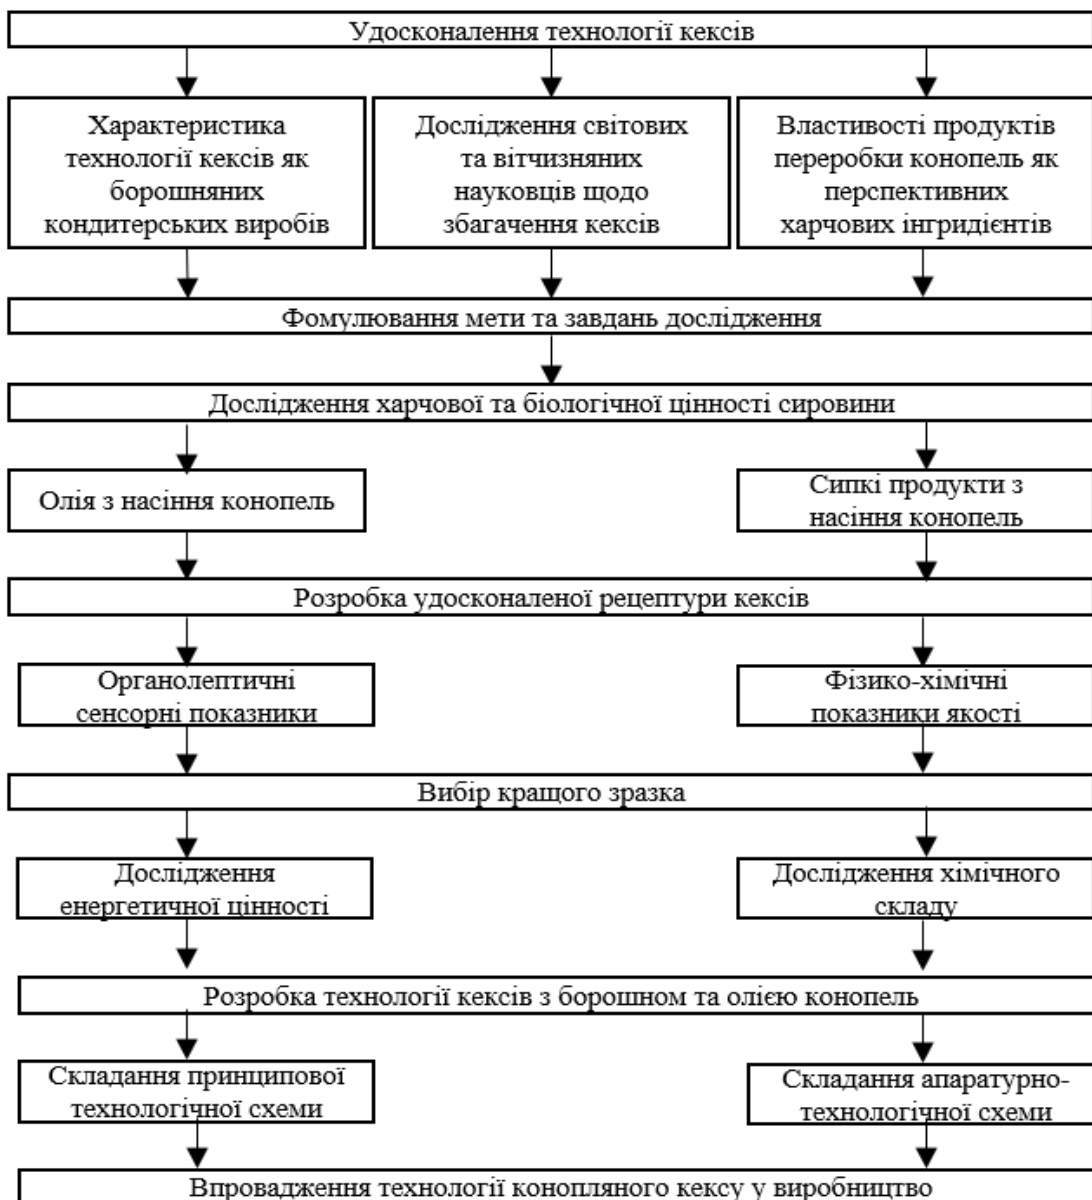 Удосконалення технології кексів
Характеристика
технології кексів як
борошняних
кондитерських виробів
Дослідження світових
та вітчизняних
науковців щодо
збагачення кексів
Властивості продуктів
переробки конопель як
перспективних
харчових інгридієнтів
Фомулювання мети та завдань дослідження
Дослідження харчової та біологічної цінності сировини
Олія з насіння конопель
Сипкі продукти з
насіння конопель
Розробка удосконаленої рецептури кексів
Органолептичні
сенсорні показники
Фізико-хімічні
показники якості
Вибір кращого зразка
Дослідження
енергетичної цінності
Дослідження хімічного
складу
Розробка технології кексів з борошном та олією конопель
Складання принципової
технологічної схеми
Складання апаратурно-
технологічної схеми
Впровадження технології конопляного кексу у виробництво